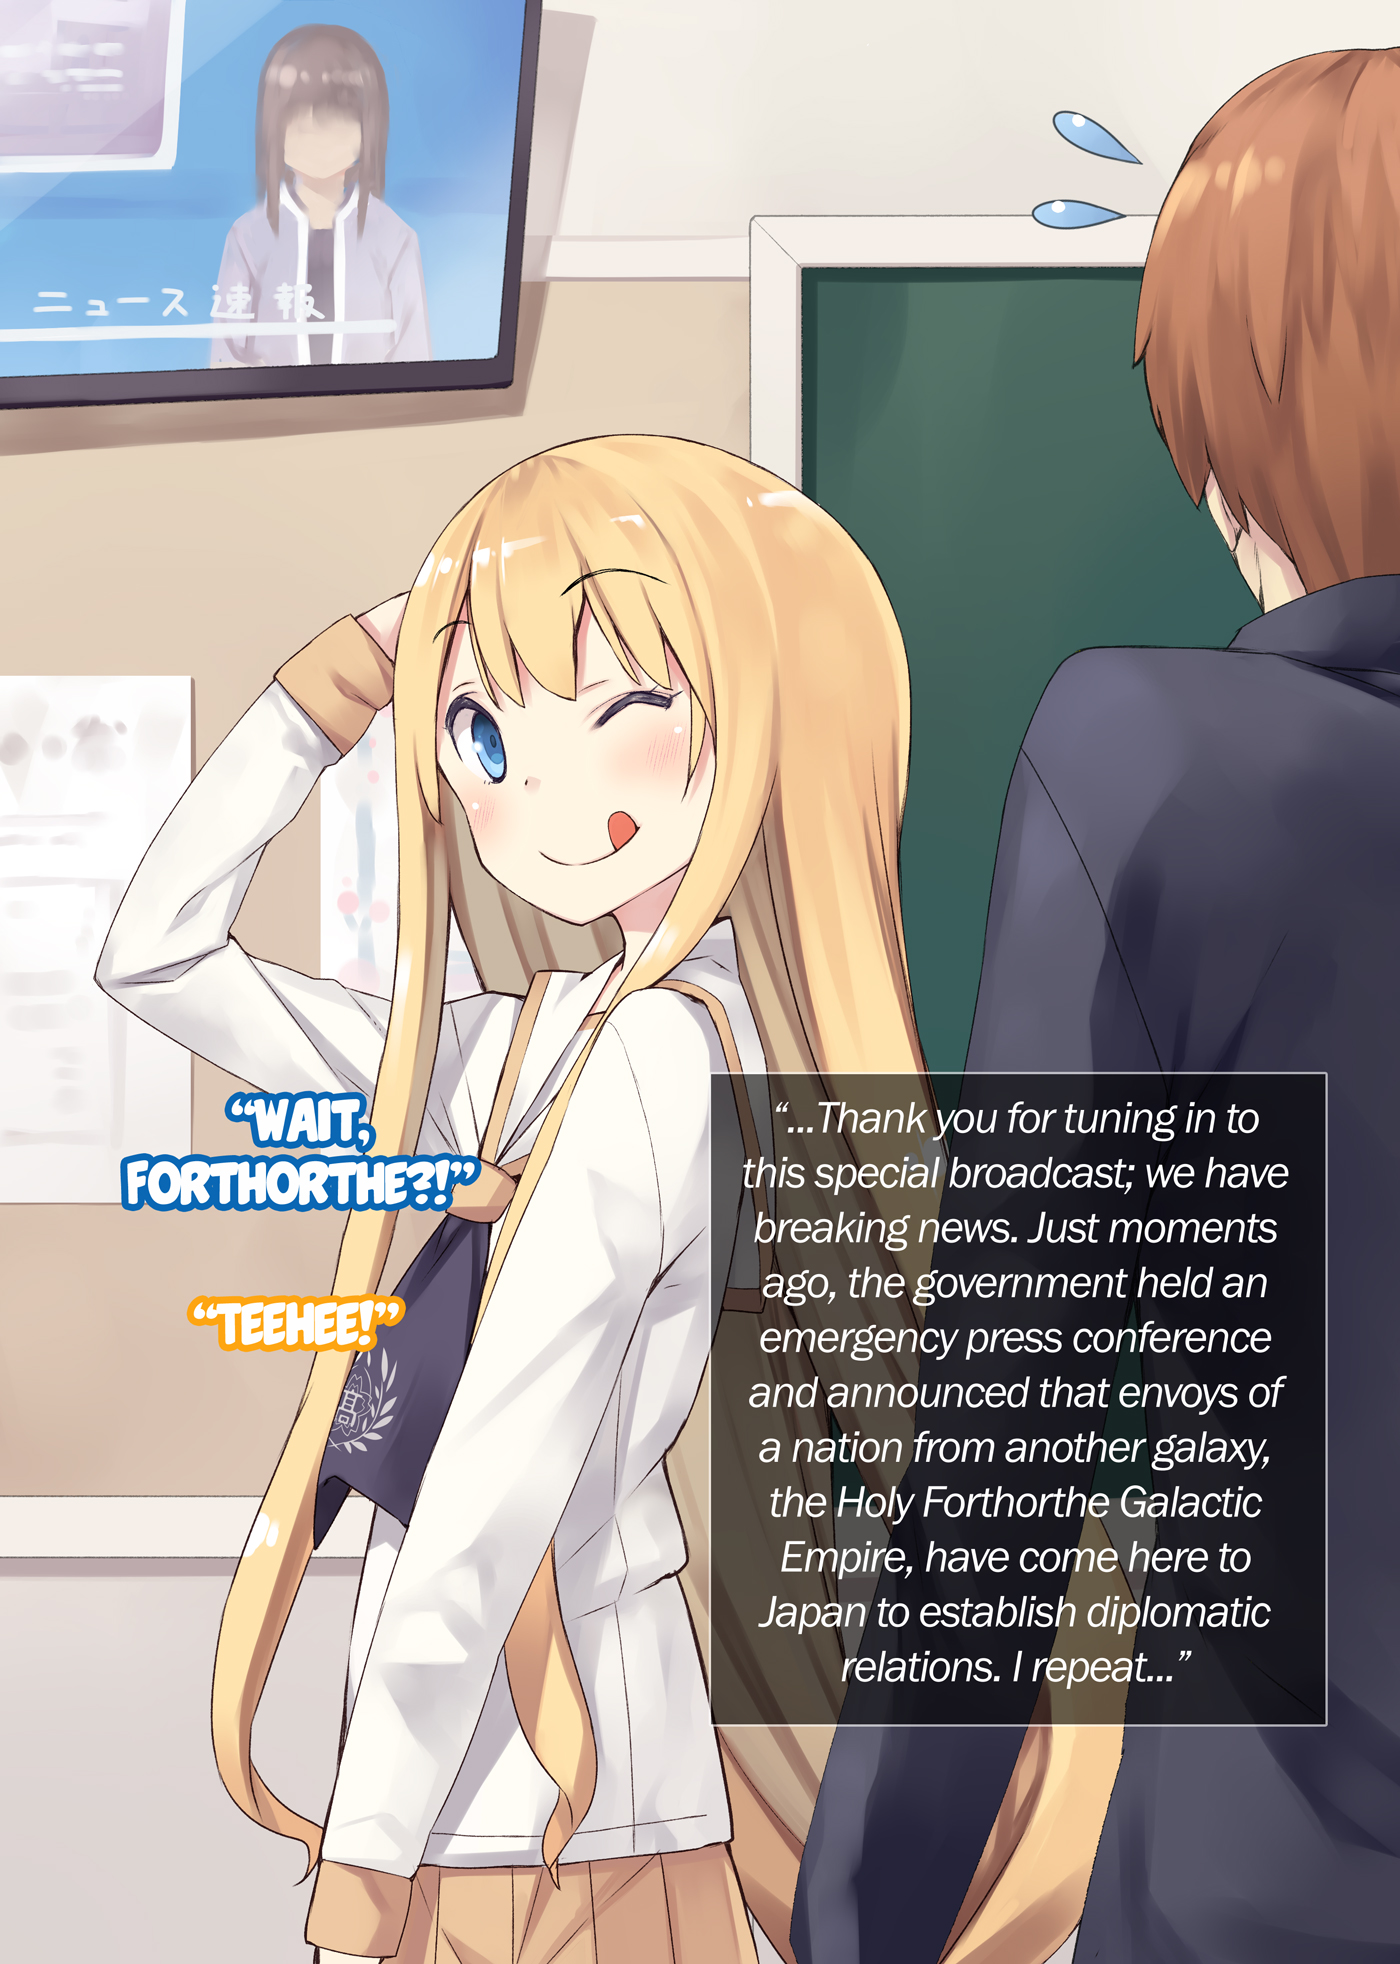 ニュース速報
“WAIT,
FORTHORTHE?!”
“TEEHEE!”
高
“...Thank you for tuning in to
this special broadcast; we have
breaking news. Just moments
ago, the government held an
emergency press conference
and announced that envoys of
a nation from another galaxy,
the Holy Forthorthe Galactic
Empire, have come here to
Japan to establish diplomatic
relations. I repeat...”